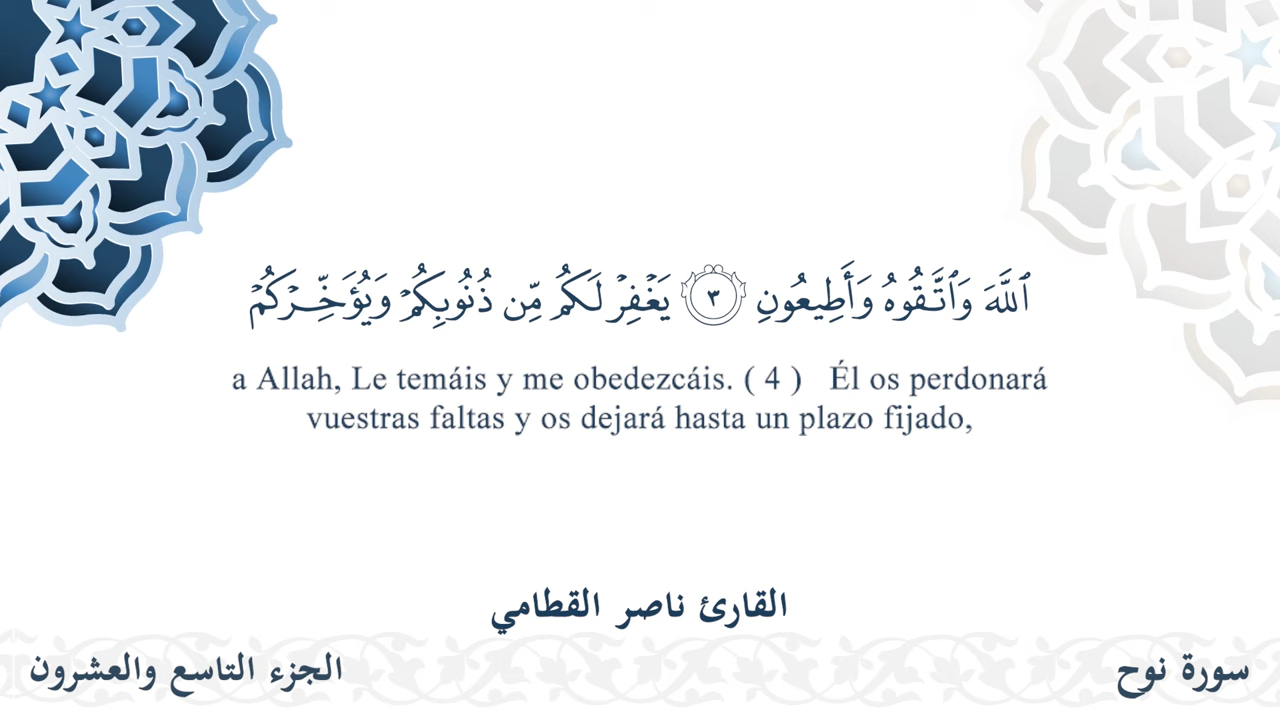 ٱللَّهَ وَٱتَّقُوهُ وَأَطِيعُونِ ٣ يَغْفِرْ لَكُم مِّن ذُنُوبِكُمْ وَيُؤَخِّرْكُمْ
a Allah, Le temáis y me obedezcáis. ( 4 ) Él os perdonará
vuestras faltas y os dejará hasta un plazo fijado,
القارئ ناصر القطامي
سورة نوح
الجزء التاسع والعشرون